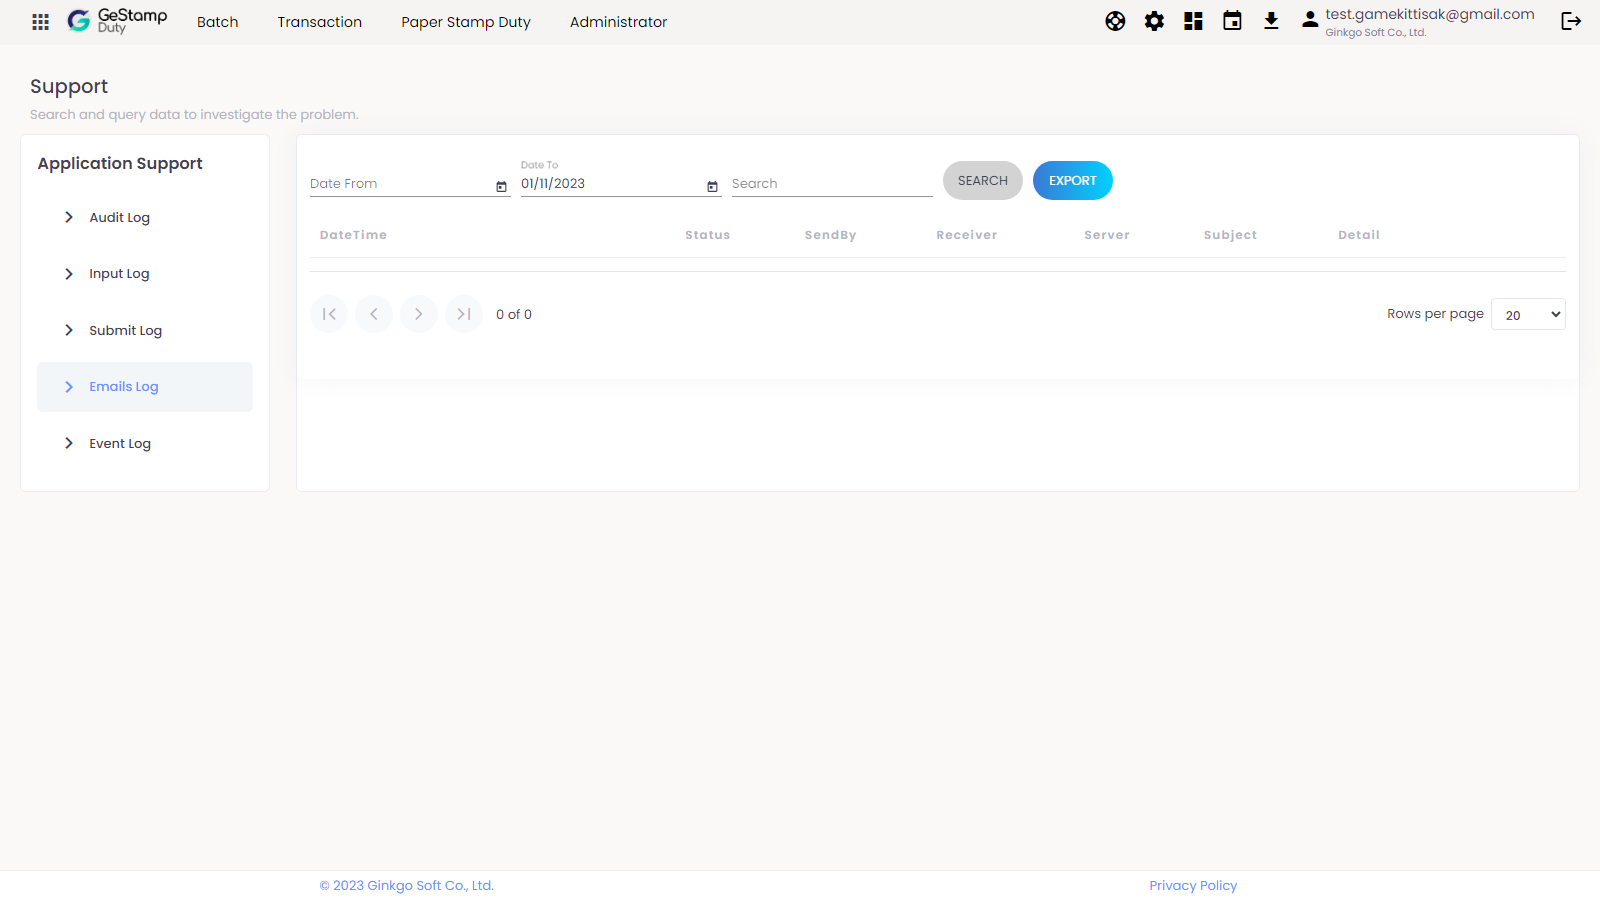 GeStamp
Duty
Batch
Transaction
Paper Stamp Duty
Administrator
test.gamekittisak@gmail.com
Ginkgo Soft Co., Ltd.
Support
Search and query data to investigate the problem.
Application Support
Audit Log
Input Log
Submit Log
Emails Log
Event Log
Date From
Date To
01/11/2023
Search
SEARCH
EXPORT
DateTime
Status
SendBy
Receiver
Server
Subject
Detail
0 of 0
Rows per page
20
© 2023 Ginkgo Soft Co., Ltd.
Privacy Policy